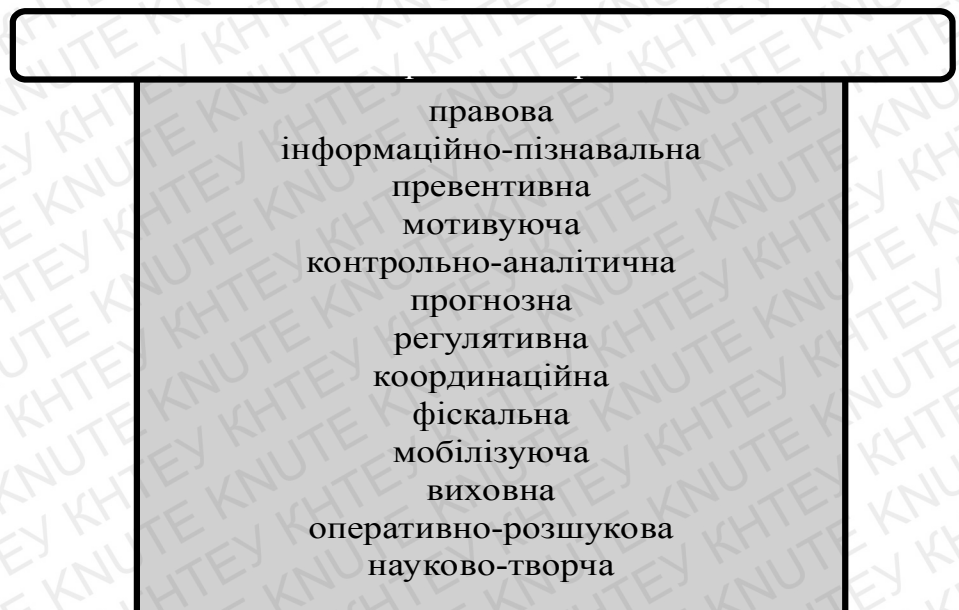 правова
інформаційно-пізнавальна
превентивна
мотивуюча
контрольно-аналітична
прогнозна
регулятивна
координаційна
фіскальна
мобілізуюча
виховна
оперативно-розшукова
науково-творча